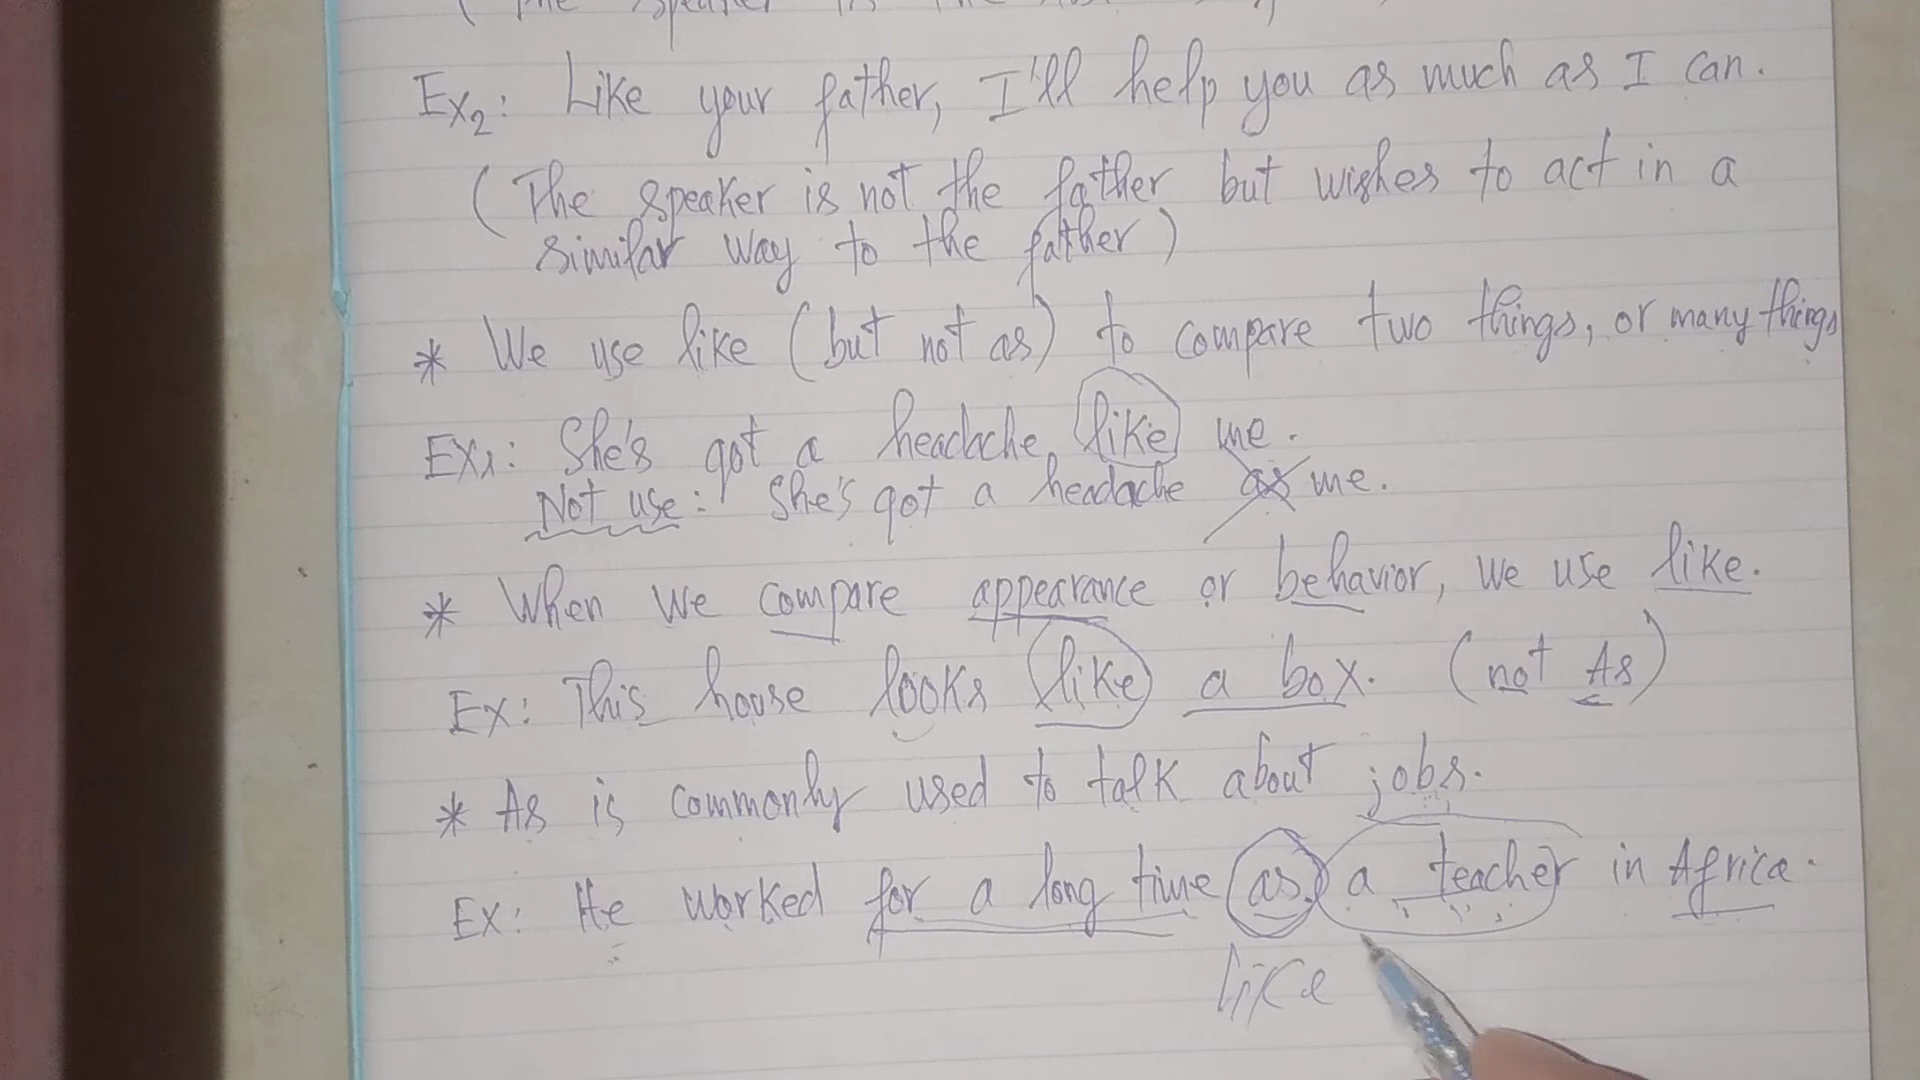 Ex2: Like your father, I'll help you as much as I can.
(The speaker is not the father but wishes to act in a
similar way to the father)
* We use like (but not as) to compare two things, or many things
Ex1: She's got a headache like me.
Not use: She's got a headache as me.
* When we compare appearance or behavior, we use like.
Ex: This house looks like a box. (not As)
* As is commonly used to talk about jobs.
Ex: He worked for a long time as a teacher in Africa.
like